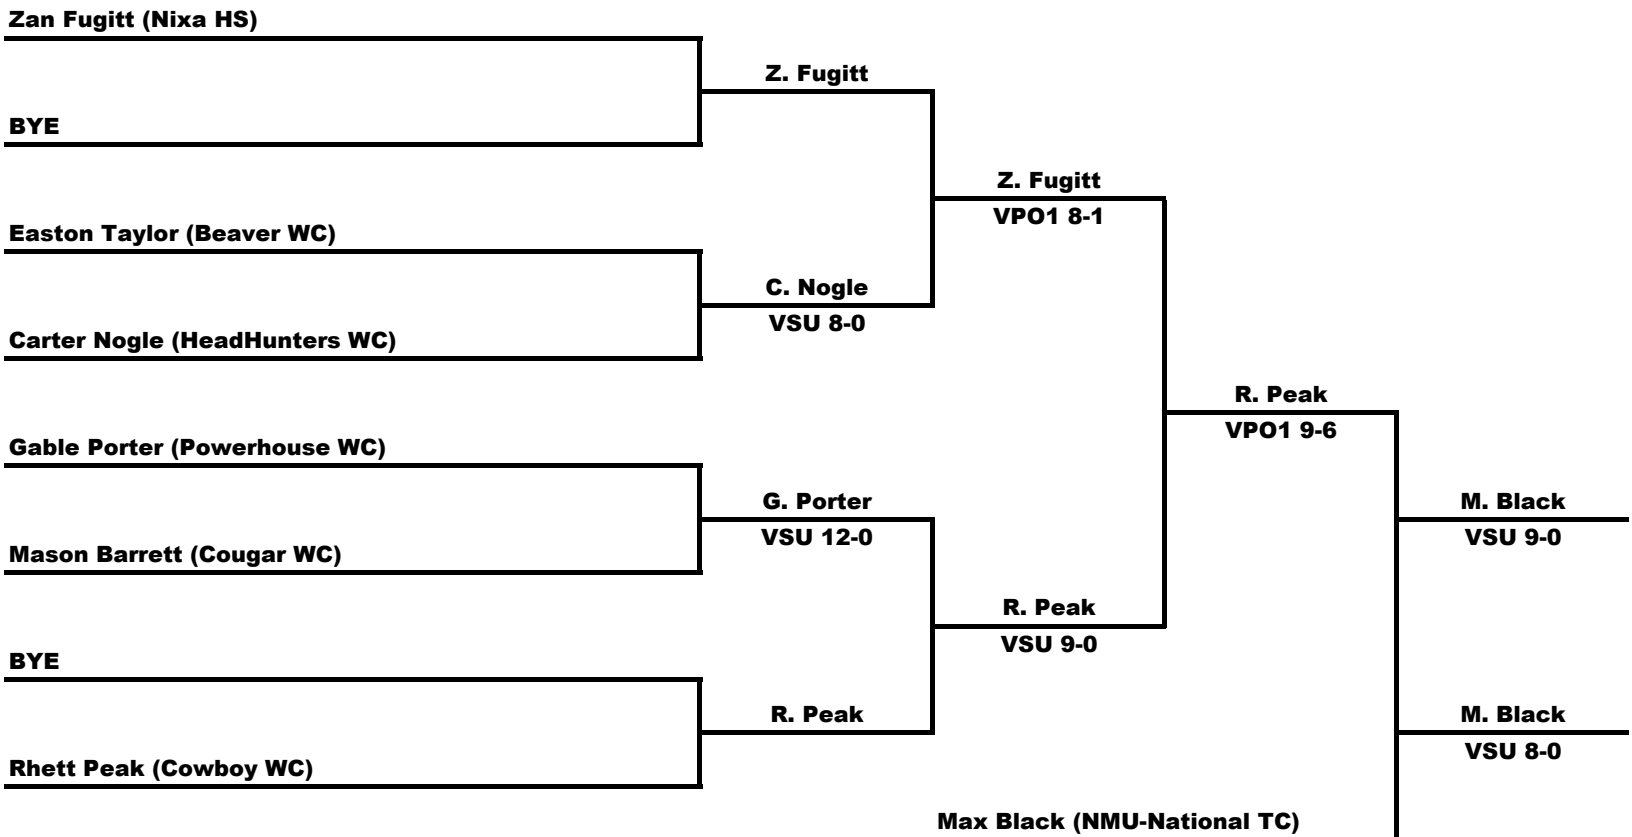 Zan Fugitt (Nixa HS)
Z. Fugitt
BYE
Z. Fugitt
VPO1 8-1
Easton Taylor (Beaver WC)
C. Nogle
VSU 8-0
Carter Nogle (HeadHunters WC)
R. Peak
VPO1 9-6
Gable Porter (Powerhouse WC)
G. Porter
VSU 12-0
M. Black
VSU 9-0
Mason Barrett (Cougar WC)
R. Peak
VSU 9-0
BYE
R. Peak
M. Black
VSU 8-0
Rhett Peak (Cowboy WC)
Max Black (NMU-National TC)